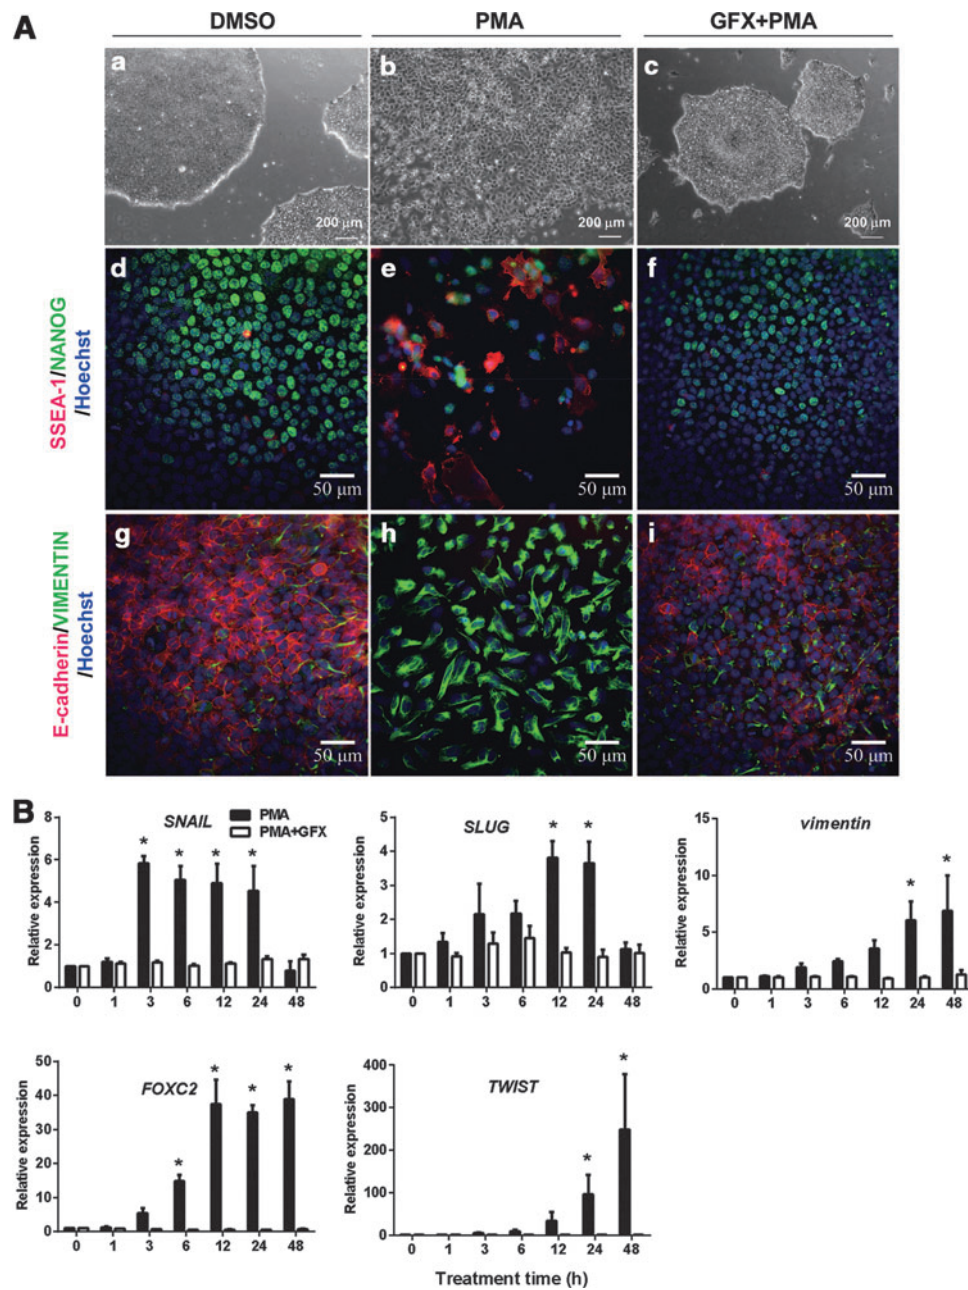 A
DMSO PMA GFX+PMA
a b c
200 µm 200 µm 200 µm
SSEA-1/NANOG
/Hoechst
d e f
50 µm 50 µm 50 µm
E-cadherin/VIMENTIN
/Hoechst
g h i
50 µm 50 µm 50 µm
B
SNAIL
PMA
PMA+GFX
Relative expression
8
6
4
2
0
0 1 3 6 12 24 48
* * * *
SLUG
Relative expression
5
4
3
2
1
0
0 1 3 6 12 24 48
* *
vimentin
Relative expression
15
10
5
0
0 1 3 6 12 24 48
* *
FOXC2
Relative expression
50
40
30
20
10
0
0 1 3 6 12 24 48
* * * *
TWIST
Relative expression
400
300
200
100
0
0 1 3 6 12 24 48
* *
Treatment time (h)